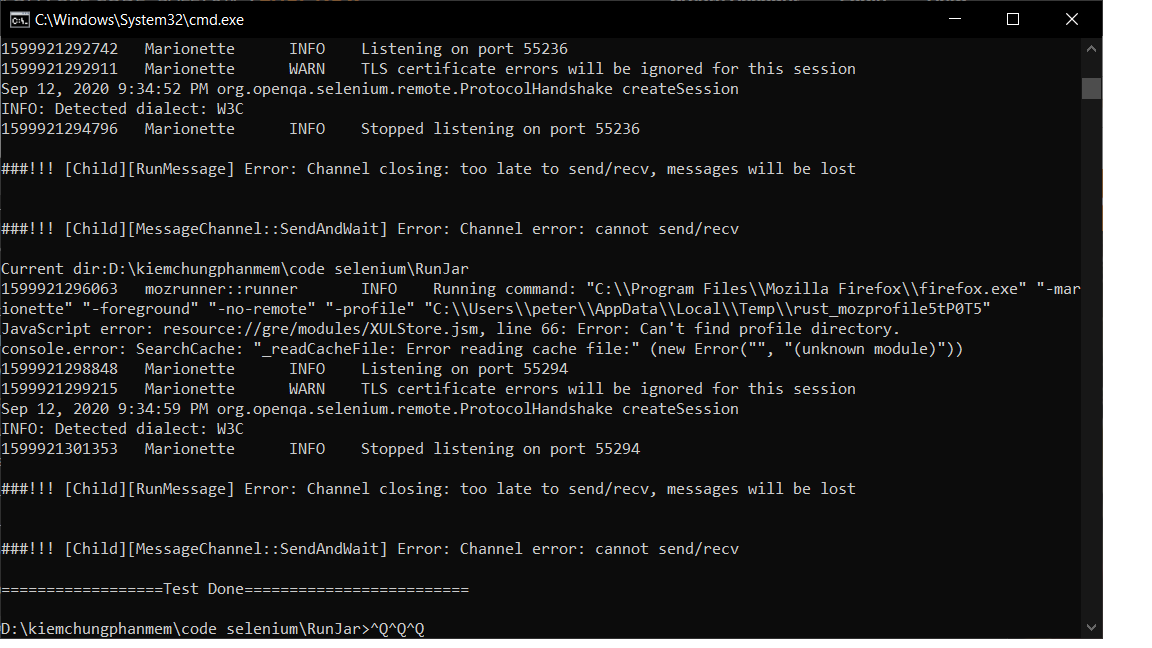 C:\Windows\System32\cmd.exe
1599921292742 Marionette INFO Listening on port 55236
1599921292911 Marionette WARN TLS certificate errors will be ignored for this session
Sep 12, 2020 9:34:52 PM org.openqa.selenium.remote.ProtocolHandshake createSession
INFO: Detected dialect: W3C
1599921294796 Marionette INFO Stopped listening on port 55236
###!!! [Child][RunMessage] Error: Channel closing: too late to send/recv, messages will be lost
###!!! [Child][MessageChannel::SendAndWait] Error: Channel error: cannot send/recv
Current dir:D:\kiemchungphanmem\code selenium\RunJar
1599921296063 mozrunner::runner INFO Running command: "C:\\Program Files\\Mozilla Firefox\\firefox.exe" "-mar
ionette" "-foreground" "-no-remote" "-profile" "C:\\Users\\peter\\AppData\\Local\\Temp\\rust_mozprofile5tP0T5"
JavaScript error: resource://gre/modules/XULStore.jsm, line 66: Error: Can't find profile directory.
console.error: SearchCache: "_readCacheFile: Error reading cache file:" (new Error("", "(unknown module)"))
1599921298848 Marionette INFO Listening on port 55294
1599921299215 Marionette WARN TLS certificate errors will be ignored for this session
Sep 12, 2020 9:34:59 PM org.openqa.selenium.remote.ProtocolHandshake createSession
INFO: Detected dialect: W3C
1599921301353 Marionette INFO Stopped listening on port 55294
###!!! [Child][RunMessage] Error: Channel closing: too late to send/recv, messages will be lost
###!!! [Child][MessageChannel::SendAndWait] Error: Channel error: cannot send/recv
==================Test Done=========================
D:\kiemchungphanmem\code selenium\RunJar>^Q^Q^Q